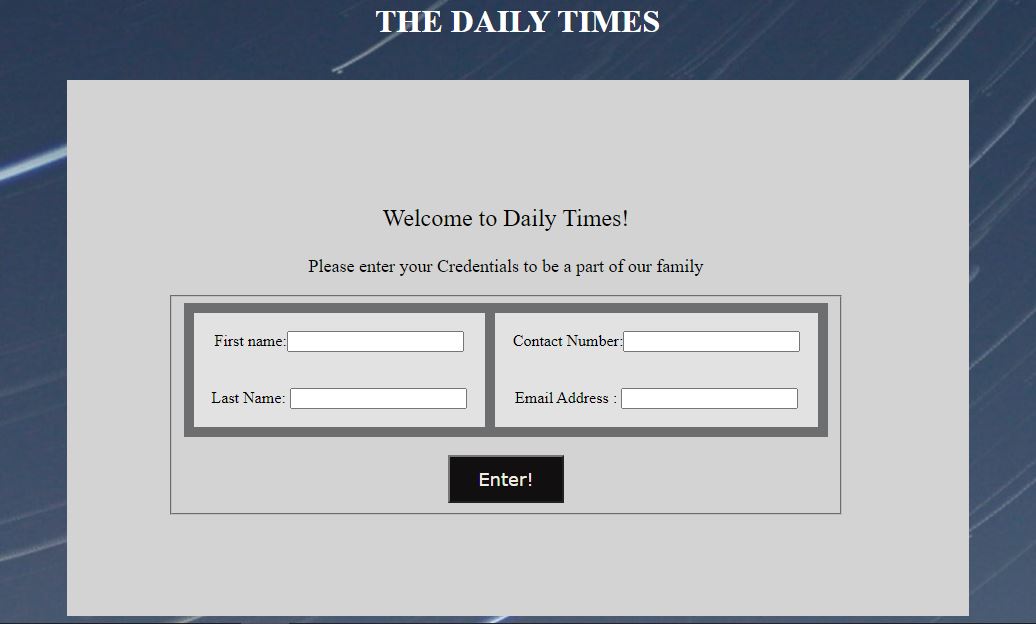 THE DAILY TIMES
Welcome to Daily Times!
Please enter your Credentials to be a part of our family
First name:
Contact Number:
Last Name:
Email Address :
Enter!